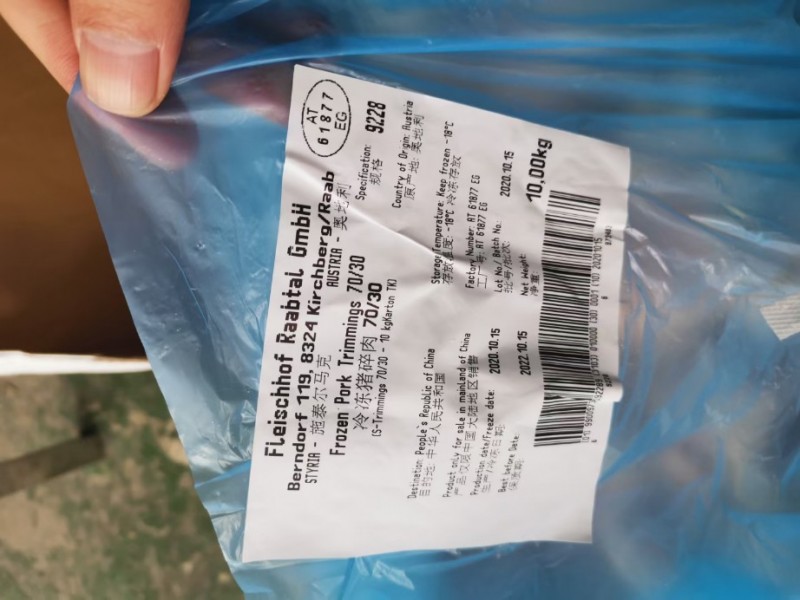 Fleischhof Raabtal GmbH
Berndorf 119, 8324 Kirchberg/Raab
STYRIA - 施泰尔马克 AUSTRIA - 奥地利
AT
61877
EG
Frozen Pork Trimmings 70/30
冷冻猪碎肉 70/30
(S-Trimmings 70/30 - 10 kgKarton TK)
Specification: 9228
规格
Country of Origin: Austria
原产地: 奥地利
Destination: People's Republic of China
目的地: 中华人民共和国
Storage Temperature: Keep frozen -18°C
存放温度: -18°C 冷冻存放
Product only for sale in mainland of China
产品仅限中国大陆地区销售
Factory Number: AT 61877 EG
工厂号: AT 61877 EG
Production date/Freeze date: 2020.10.15
生产/冷冻日期:
Lot No./ Batch No.: 2020.10.15
批号/批次:
Best before Date: 2022.10.15
保质期:
Net Weight: 10,00kg
净重: